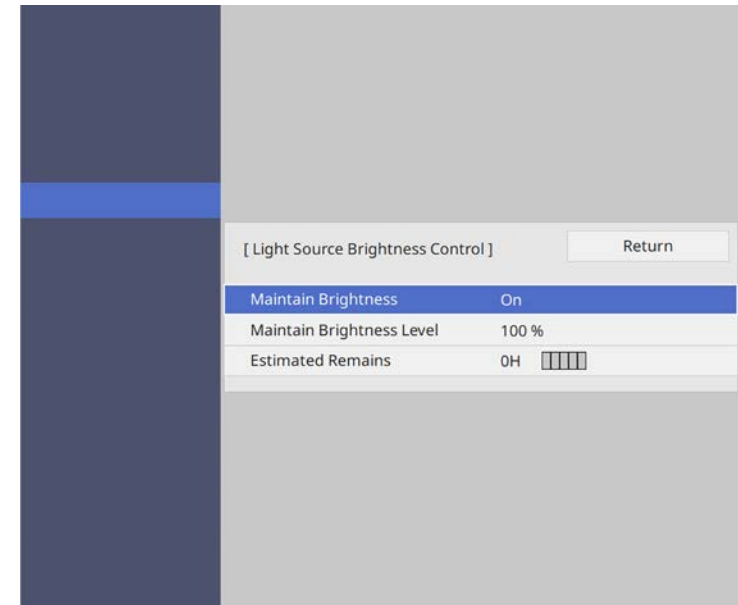 [ Light Source Brightness Control ] Return
Maintain Brightness On
Maintain Brightness Level 100 %
Estimated Remains 0H